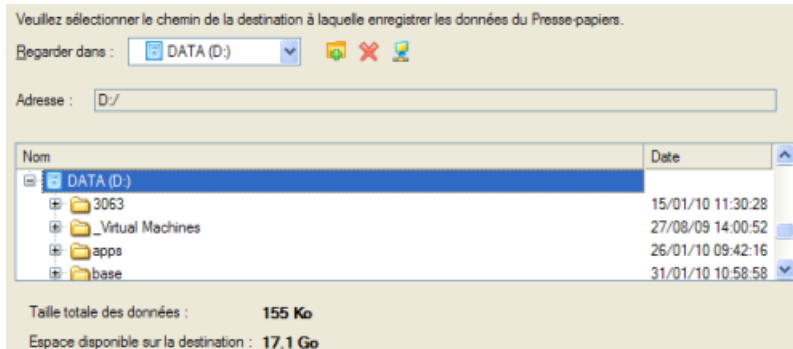 Veuillez sélectionner le chemin de la destination à laquelle enregistrer les données du Presse-papiers.
Regarder dans : DATA (D:)
Adresse : D:/
Nom Date
DATA (D:)
3063 15/01/10 11:30:28
_Virtual Machines 27/08/09 14:00:52
apps 26/01/10 09:42:16
base 31/01/10 10:58:58
Taille totale des données : 155 Ko
Espace disponible sur la destination : 17.1 Go